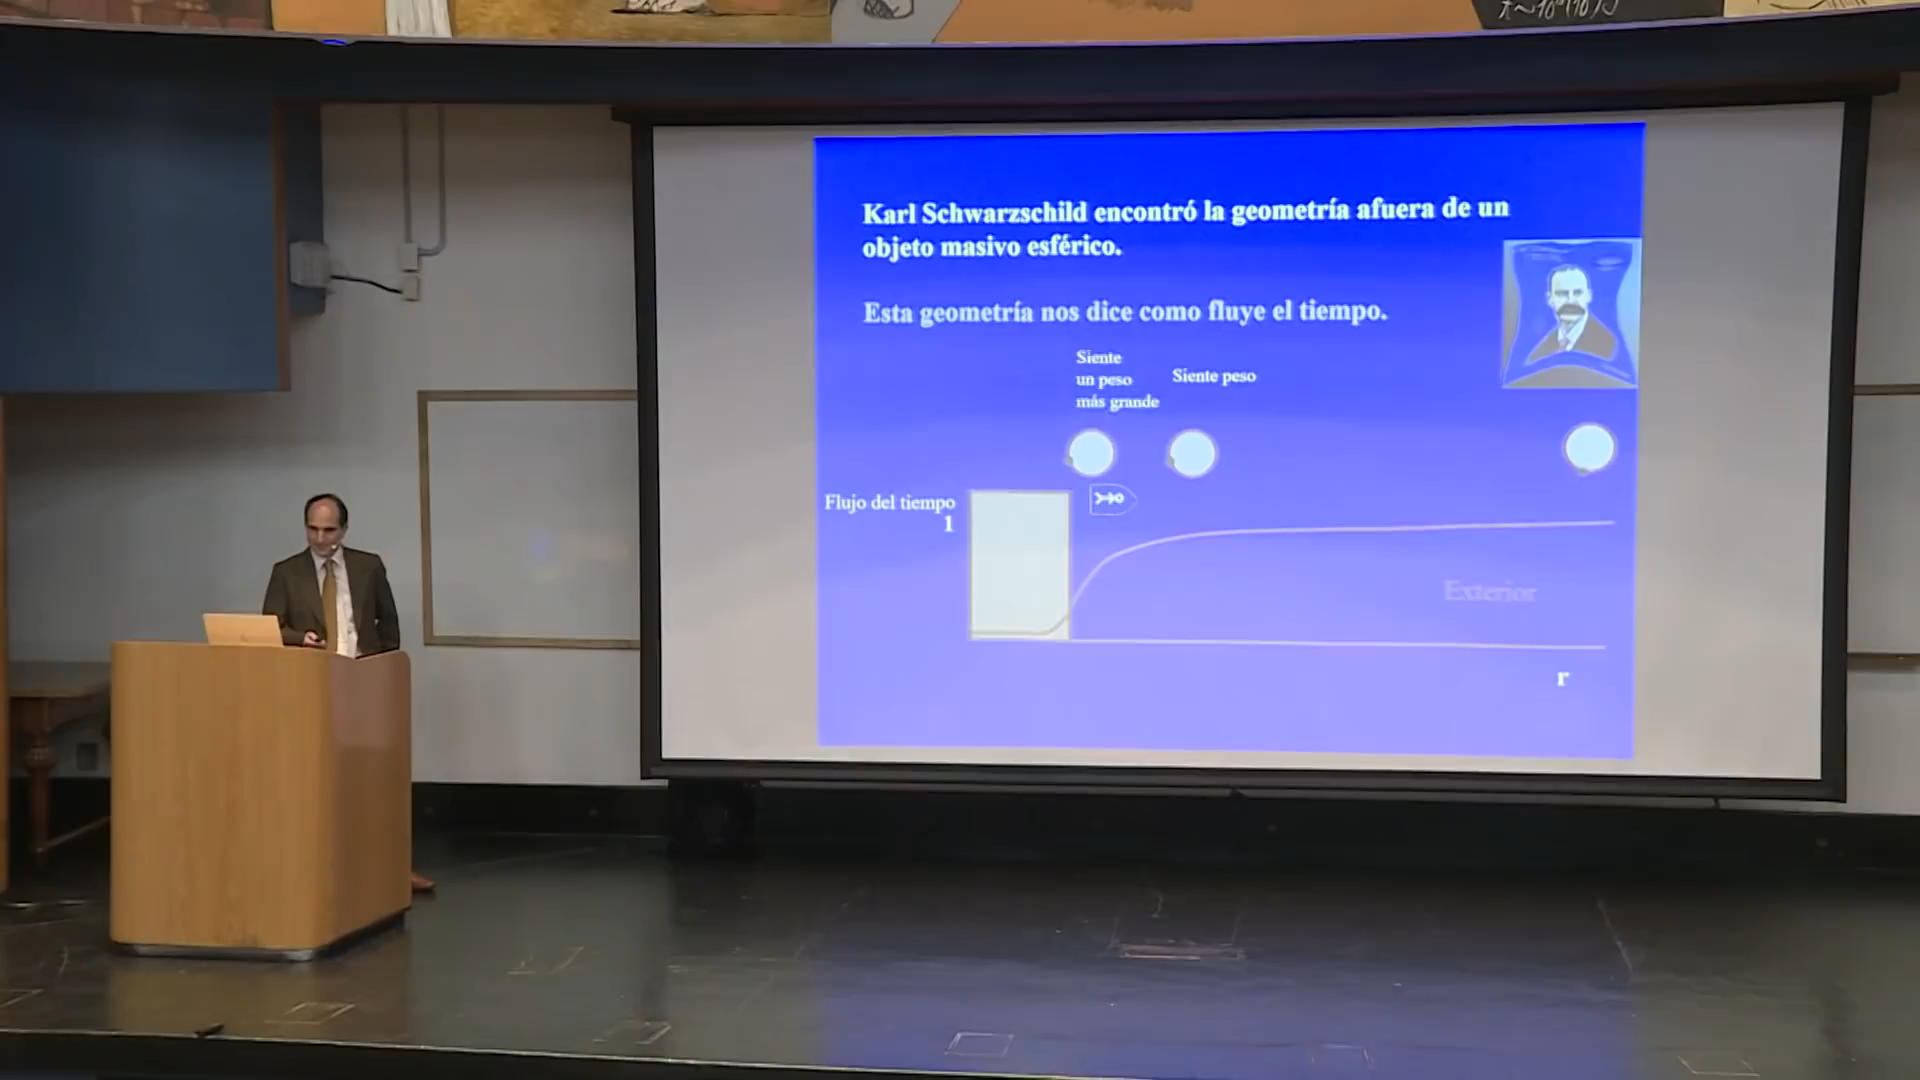 Karl Schwarzschild encontró la geometría afuera de un
objeto masivo esférico.
Esta geometría nos dice como fluye el tiempo.
Siente
un peso
más grande
Siente peso
Flujo del tiempo
1
Exterior
r